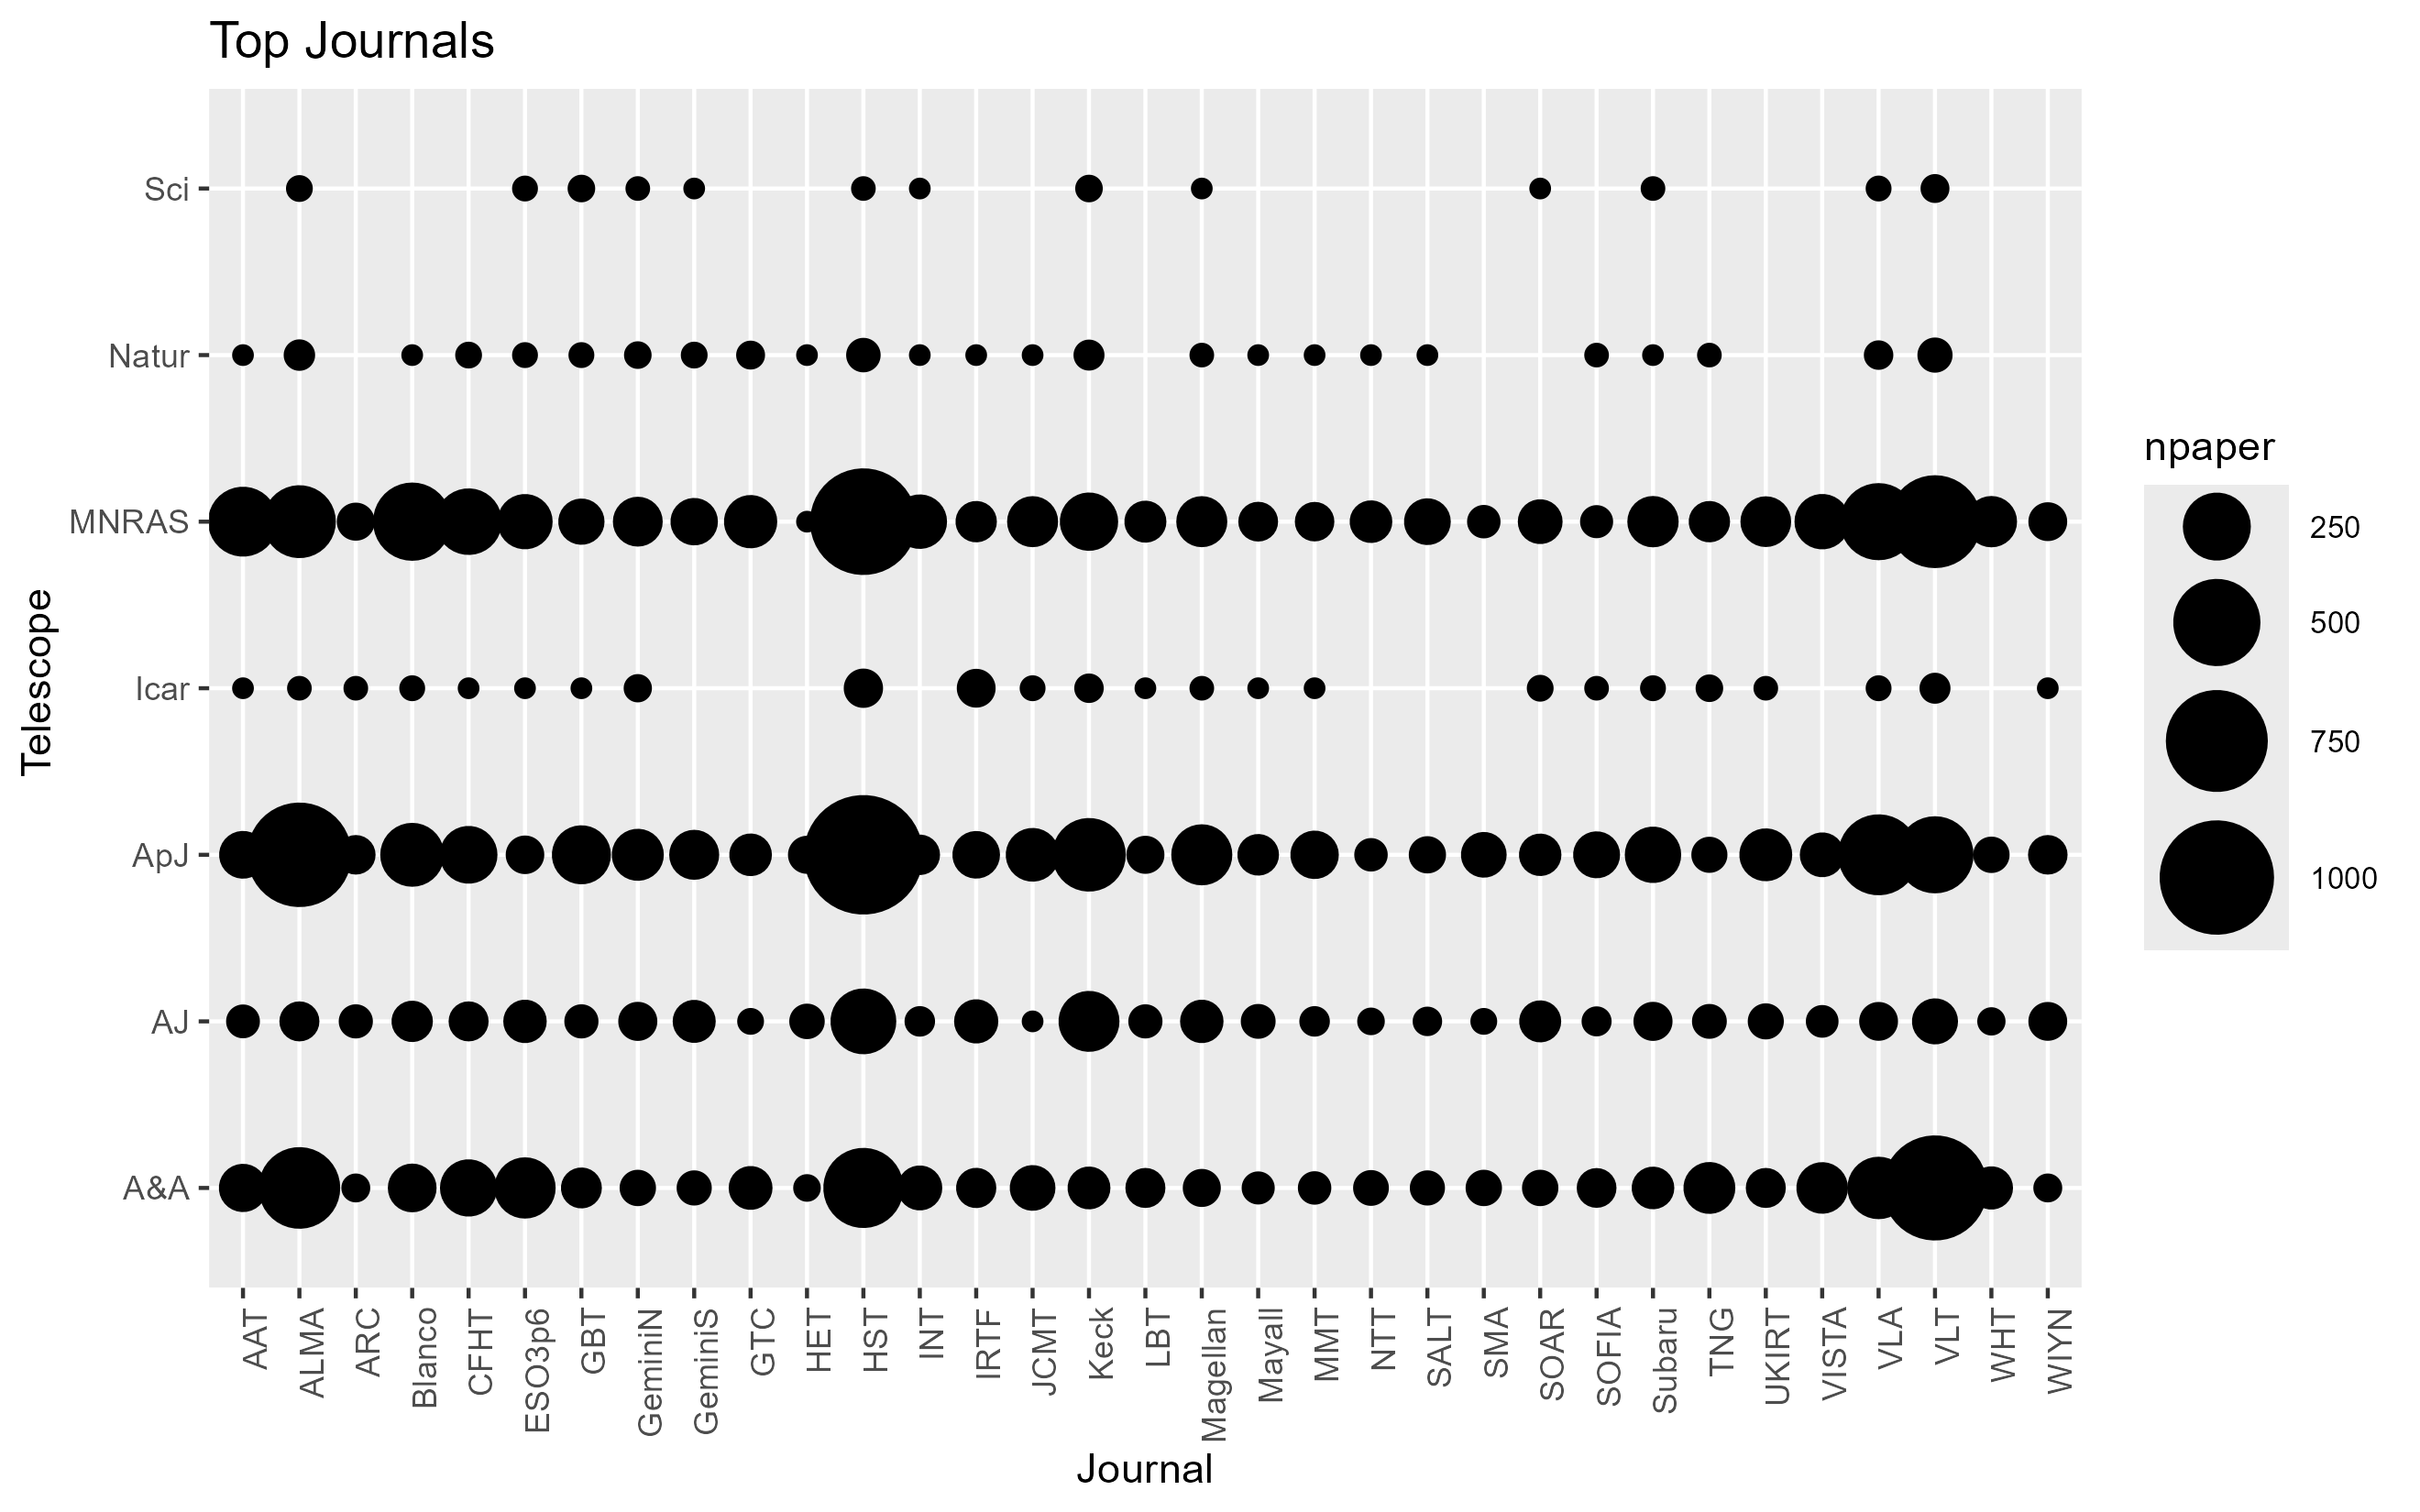 Top Journals
Telescope
Sci
Natur
MNRAS
Icar
ApJ
AJ
A&A
AAT
ALMA
ARC
Blanco
CFHT
ESO3p6
GBT
GeminiN
GeminiS
GTC
HET
HST
INT
IRTF
JCMT
Keck
LBT
Magellan
Mayall
MMT
NTT
SALT
SMA
SOAR
SOFIA
Subaru
TNG
UKIRT
VISTA
VLA
VLT
WHT
WIYN
Journal
npaper
250
500
750
1000